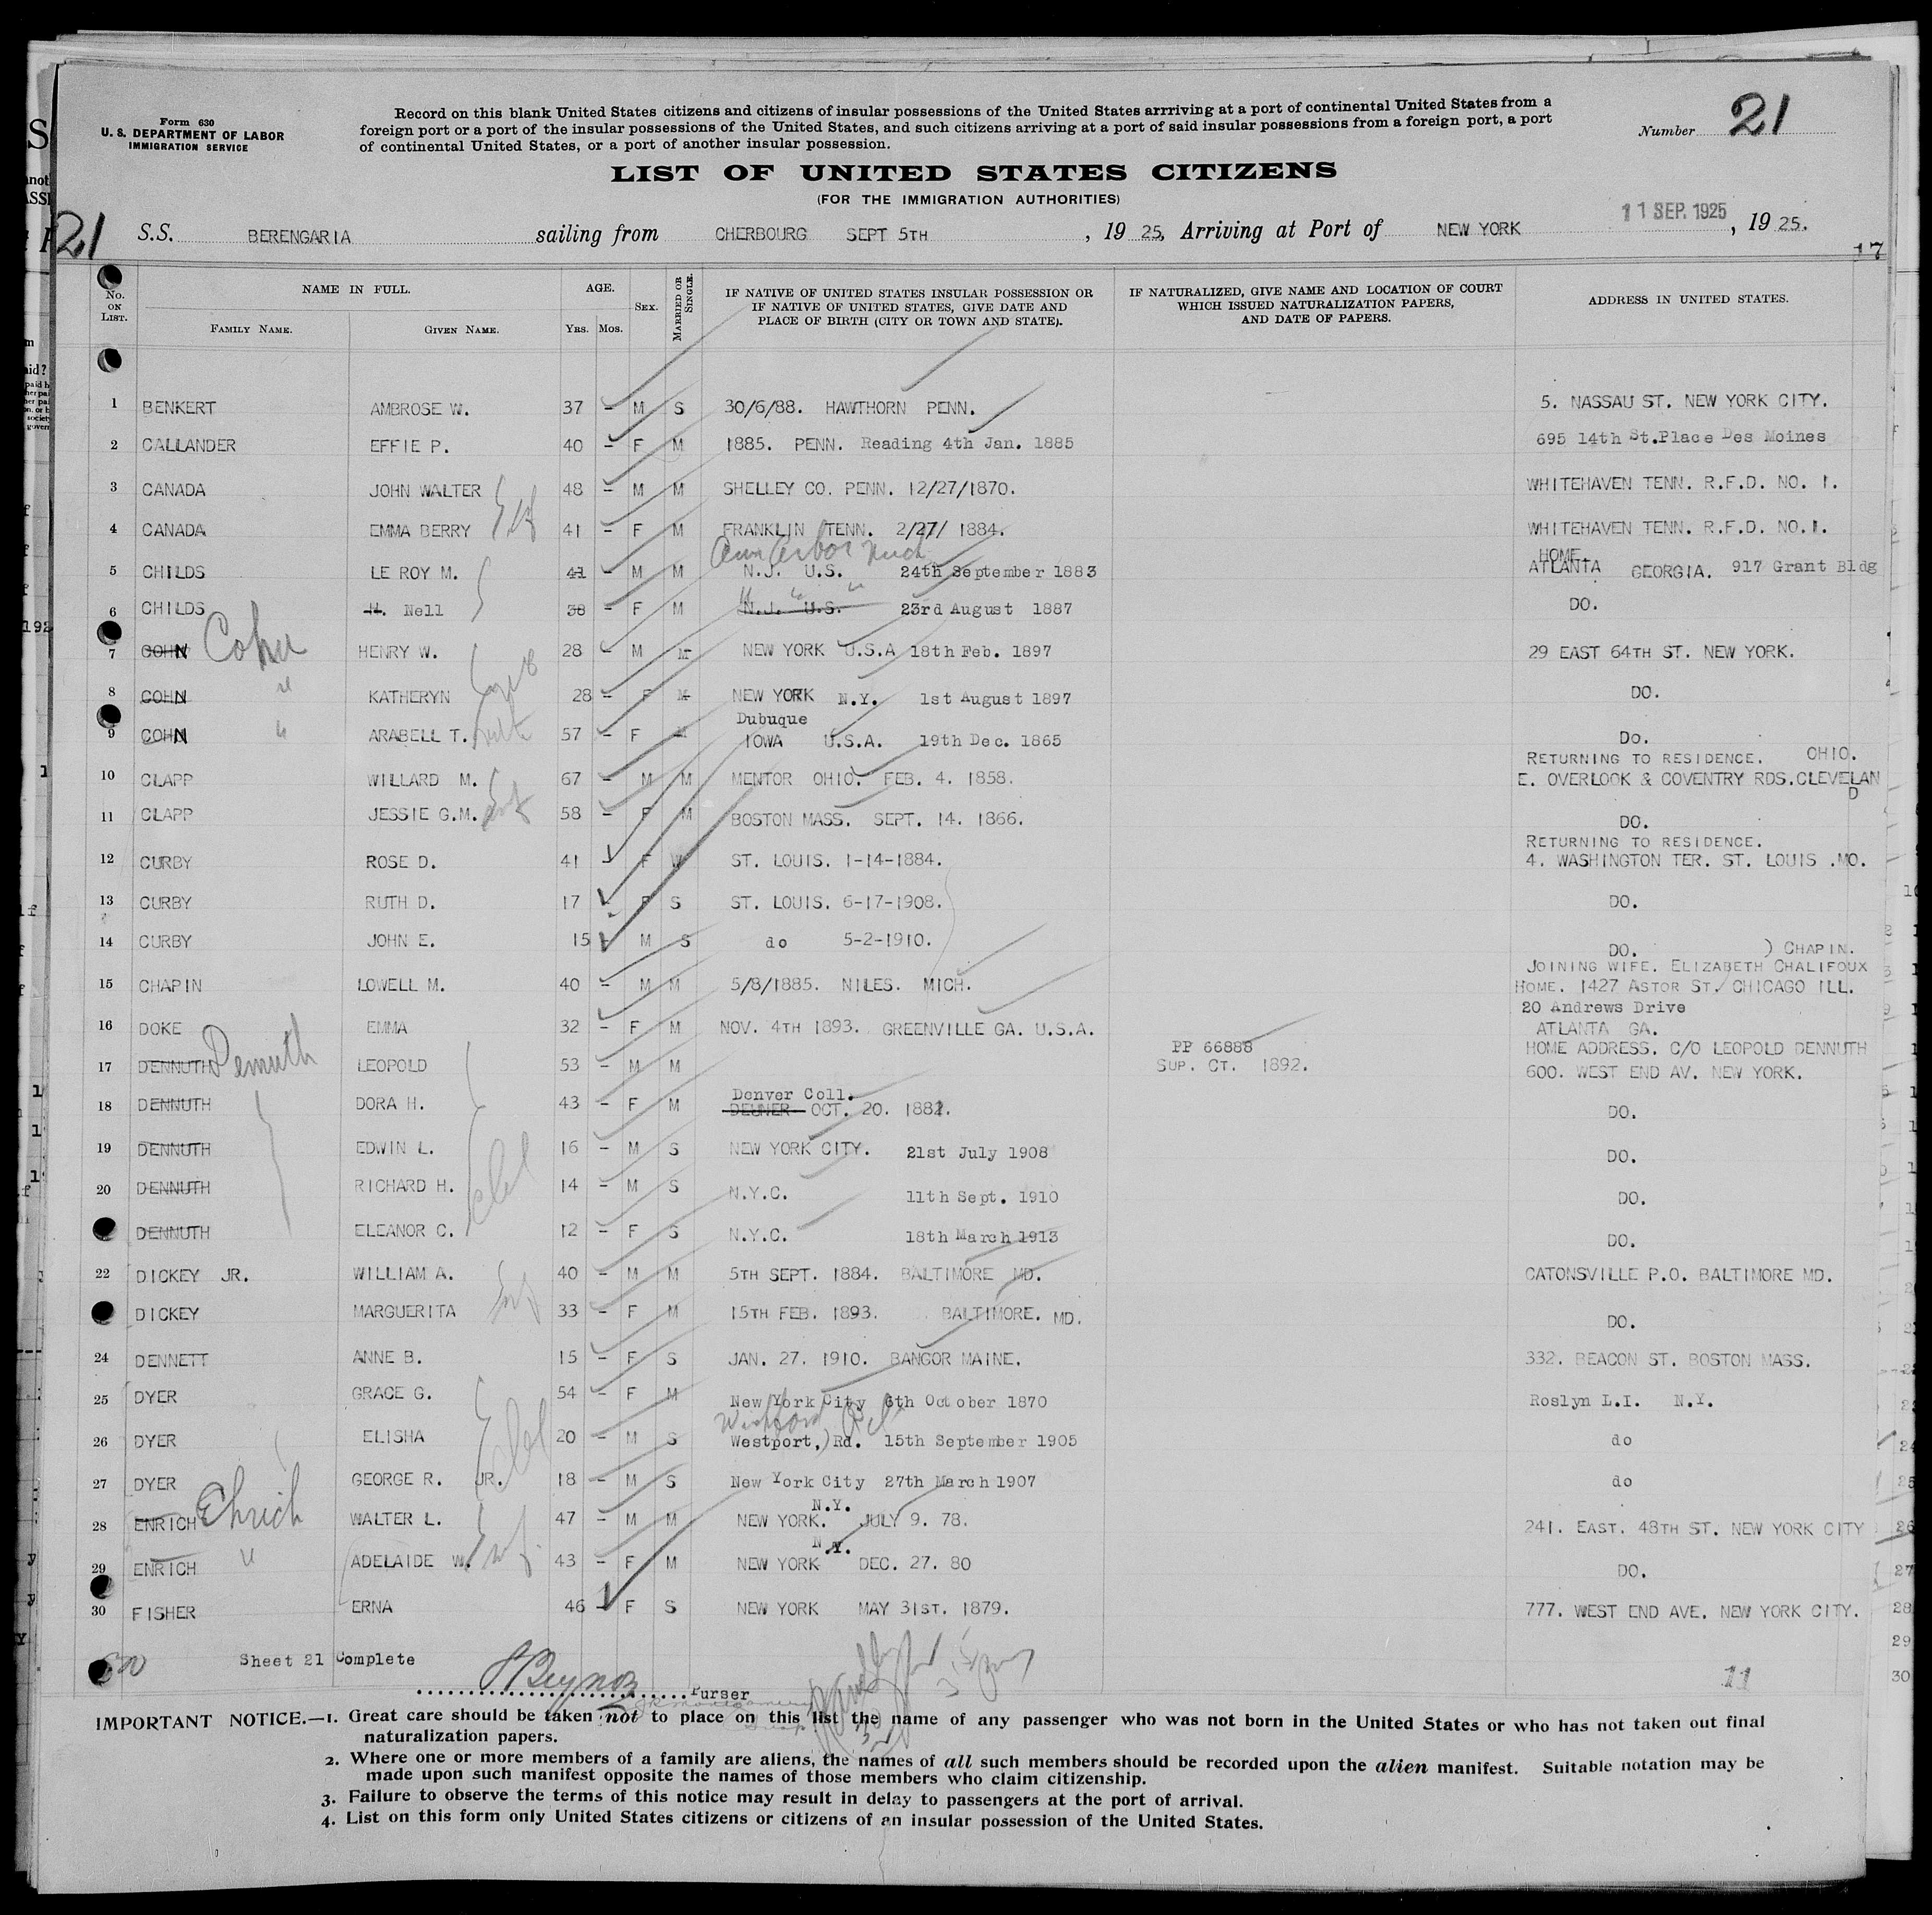 Form 630
U. S. DEPARTMENT OF LABOR
IMMIGRATION SERVICE
Record on this blank United States citizens and citizens of insular possessions of the United States arrriving at a port of continental United States from a
foreign port or a port of the insular possessions of the United States, and such citizens arriving at a port of said insular possessions from a foreign port, a port
of continental United States, or a port of another insular possession.
Number 21
LIST OF UNITED STATES CITIZENS
(FOR THE IMMIGRATION AUTHORITIES)
21 S.S. BERENGARIA sailing from CHERBOURG SEPT 5TH, 1925, Arriving at Port of NEW YORK 11 SEP. 1925, 1925.
17
No. ON LIST. NAME IN FULL. FAMILY NAME. GIVEN NAME. AGE. YRS. MOS. SEX. MARRIED OR SINGLE. IF NATIVE OF UNITED STATES INSULAR POSSESSION OR IF NATIVE OF UNITED STATES, GIVE DATE AND PLACE OF BIRTH (CITY OR TOWN AND STATE). IF NATURALIZED, GIVE NAME AND LOCATION OF COURT WHICH ISSUED NATURALIZATION PAPERS, AND DATE OF PAPERS. ADDRESS IN UNITED STATES.
1 BENKERT AMBROSE W. 37 - M S 30/6/88. HAWTHORN PENN. 5. NASSAU ST. NEW YORK CITY.
2 CALLANDER EFFIE P. 40 - F M 1885. PENN. Reading 4th Jan. 1885 695 14th St.Place Des Moines
3 CANADA JOHN WALTER 48 - M M SHELLEY CO. PENN. 12/27/1870. WHITEHAVEN TENN. R.F.D. NO. 1.
4 CANADA EMMA BERRY 41 - F M FRANKLIN TENN. 2/27/ 1884. WHITEHAVEN TENN. R.F.D. NO.1.
Ann Arbor Mich
HOME.
5 CHILDS LE ROY M. 41 - M M N.J. U.S. 24th September 1883 ATLANTA GEORGIA. 917 Grant Bldg
6 CHILDS H. Nell 38 - F M N.J. U.S. 23rd August 1887 DO.
7 COHN Cohu HENRY W. 28 - M M NEW YORK U.S.A 18th Feb. 1897 29 EAST 64TH ST. NEW YORK.
8 COHN KATHERYN 28 - F M NEW YORK N.Y. 1st August 1897 DO.
Dubuque
9 COHN ARABELL T. 57 - F M IOWA U.S.A. 19th Dec. 1865 DO.
RETURNING TO RESIDENCE. OHIO.
10 CLAPP WILLARD M. 67 - M M MENTOR OHIO. FEB. 4. 1858. E. OVERLOOK & COVENTRY RDS.CLEVELAN
D
11 CLAPP JESSIE G.M. 58 - F M BOSTON MASS. SEPT. 14. 1866. DO.
RETURNING TO RESIDENCE.
12 CURBY ROSE D. 41 - F W ST. LOUIS. 1-14-1884. 4. WASHINGTON TER. ST. LOUIS .MO.
13 CURBY RUTH D. 17 - F S ST. LOUIS. 6-17-1908. DO.
14 CURBY JOHN E. 15 - M S do 5-2-1910. DO. ) CHAPIN.
JOINING WIFE. ELIZABETH CHALIFOUX
15 CHAPIN LOWELL M. 40 - M M 5/8/1885. NILES. MICH. HOME. 1427 ASTOR ST. CHICAGO ILL.
20 Andrews Drive
16 DOKE EMMA 32 - F M NOV. 4TH 1893. GREENVILLE GA. U.S.A. ATLANTA GA.
PP 66888 HOME ADDRESS. C/O LEOPOLD DENNUTH
17 DENNUTH Demuth LEOPOLD 53 - M M SUP. CT. 1892. 600. WEST END AV. NEW YORK.
Denver Coll.
18 DENNUTH DORA H. 43 - F M DEUNER OCT. 20. 1882. DO.
19 DENNUTH EDWIN L. 16 - M S NEW YORK CITY. 21st July 1908 DO.
20 DENNUTH RICHARD H. 14 - M S N.Y.C. 11th Sept. 1910 DO.
DENNUTH ELEANOR C. 12 - F S N.Y.C. 18th March 1913 DO.
22 DICKEY JR. WILLIAM A. 40 - M M 5TH SEPT. 1884. BALTIMORE MD. CATONSVILLE P.O. BALTIMORE MD.
DICKEY MARGUERITA 33 - F M 15TH FEB. 1893. BALTIMORE. MD. DO.
24 DENNETT ANNE B. 15 - F S JAN. 27. 1910. BANGOR MAINE. 332. BEACON ST. BOSTON MASS.
25 DYER GRACE G. 54 - F M New York City 6th October 1870 Roslyn L.I. N.Y.
26 DYER ELISHA 20 - M S Westport,) Rd. 15th September 1905 do
27 DYER GEORGE R. JR. 18 - M S New York City 27th March 1907 do
N.Y.
28 ENRICH Ehrich WALTER L. 47 - M M NEW YORK. JULY 9. 78. 241. EAST. 48TH ST. NEW YORK CITY
N.Y.
29 ENRICH ADELAIDE W. 43 - F M NEW YORK DEC. 27. 80 DO.
30 FISHER ERNA 46 - F S NEW YORK MAY 31ST. 1879. 777. WEST END AVE. NEW YORK CITY.
Sheet 21 Complete
Purser
11
IMPORTANT NOTICE.—1. Great care should be taken not to place on this list the name of any passenger who was not born in the United States or who has not taken out final
naturalization papers.
2. Where one or more members of a family are aliens, the names of all such members should be recorded upon the alien manifest. Suitable notation may be
made upon such manifest opposite the names of those members who claim citizenship.
3. Failure to observe the terms of this notice may result in delay to passengers at the port of arrival.
4. List on this form only United States citizens or citizens of an insular possession of the United States.